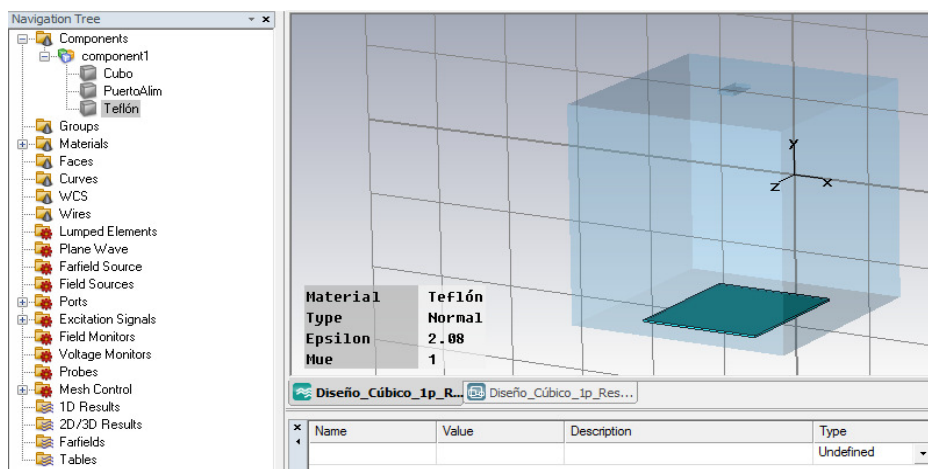 Navigation Tree
Components
component1
Cubo
PuertoAlim
Teflón
Groups
Materials
Faces
Curves
WCS
Wires
Lumped Elements
Plane Wave
Farfield Source
Field Sources
Ports
Excitation Signals
Field Monitors
Voltage Monitors
Probes
Mesh Control
1D Results
2D/3D Results
Farfields
Tables
y
z x
Material Teflón
Type Normal
Epsilon 2.08
Mue 1
Diseño_Cúbico_1p_R... Diseño_Cúbico_1p_Res...
Name Value Description Type
Undefined